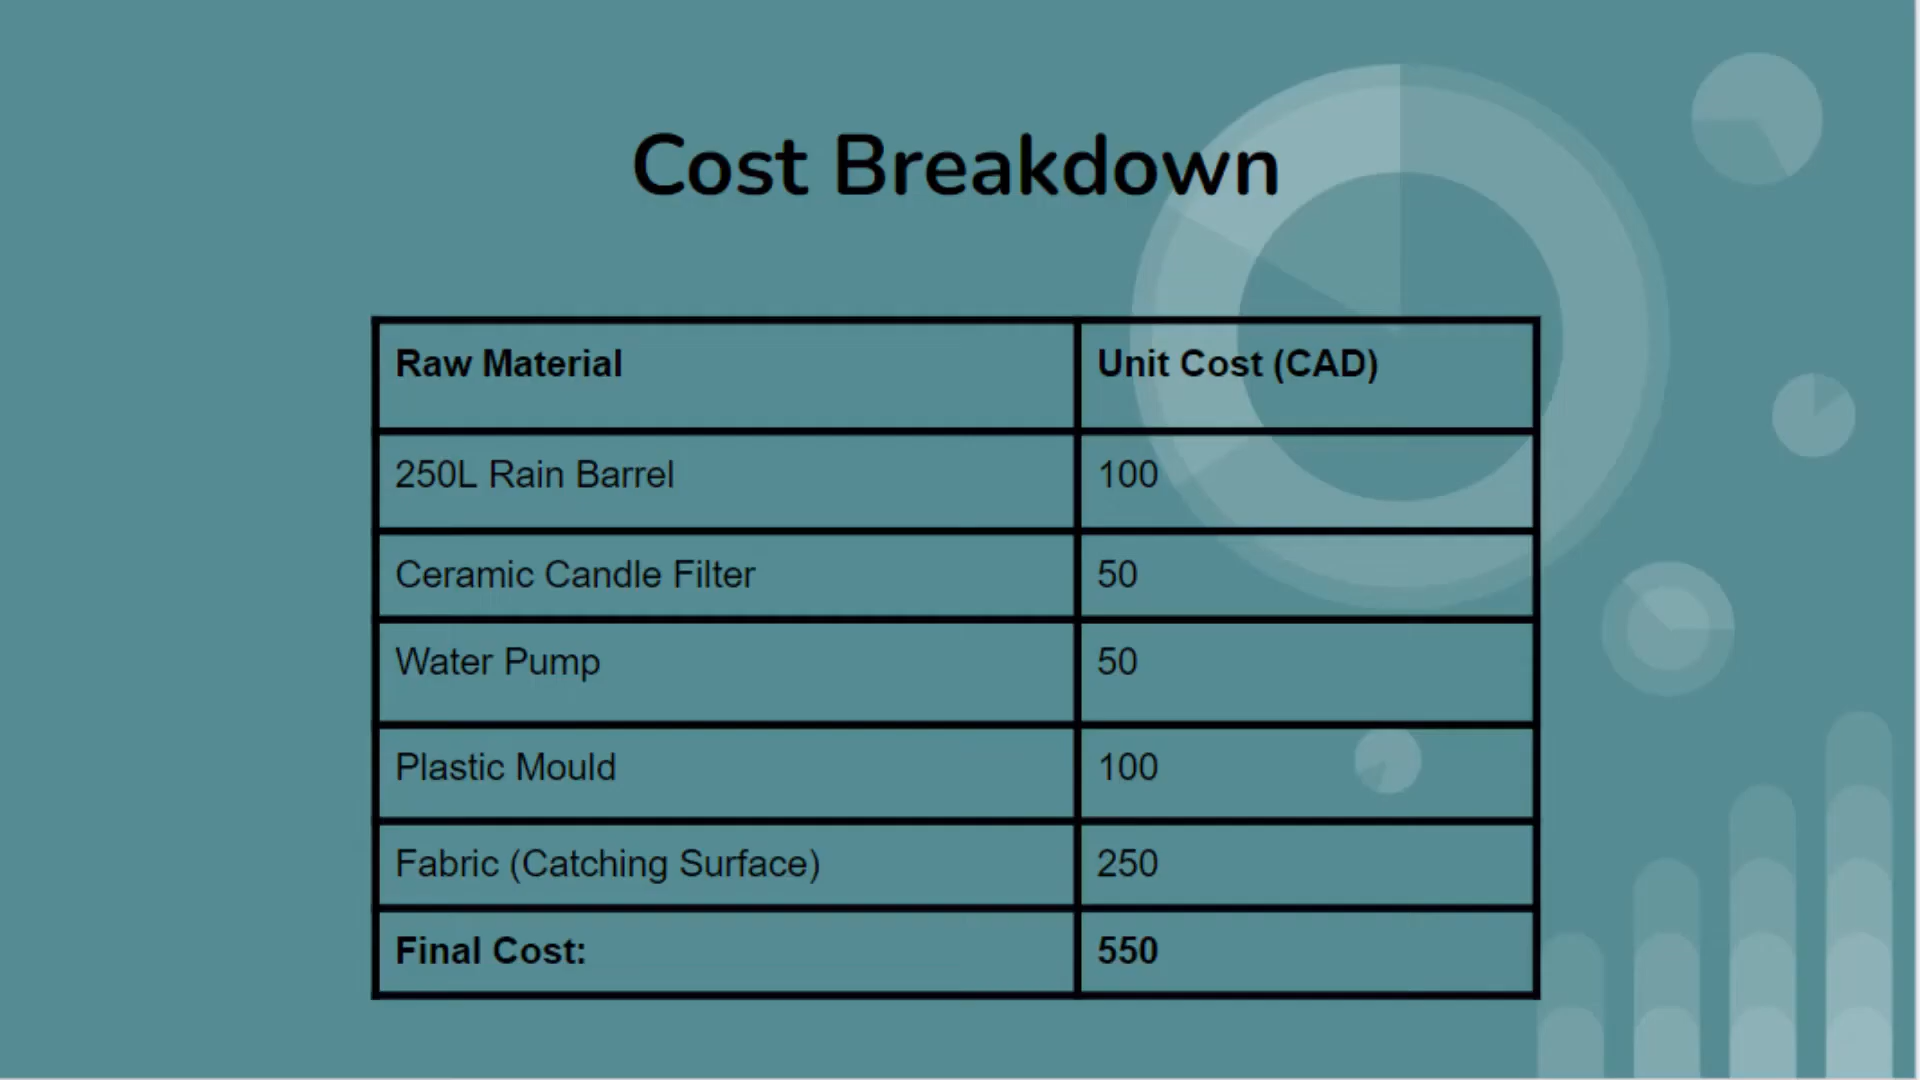 Cost Breakdown
Raw Material
Unit Cost (CAD)
250L Rain Barrel
100
Ceramic Candle Filter
50
Water Pump
50
Plastic Mould
100
Fabric (Catching Surface)
250
Final Cost:
550